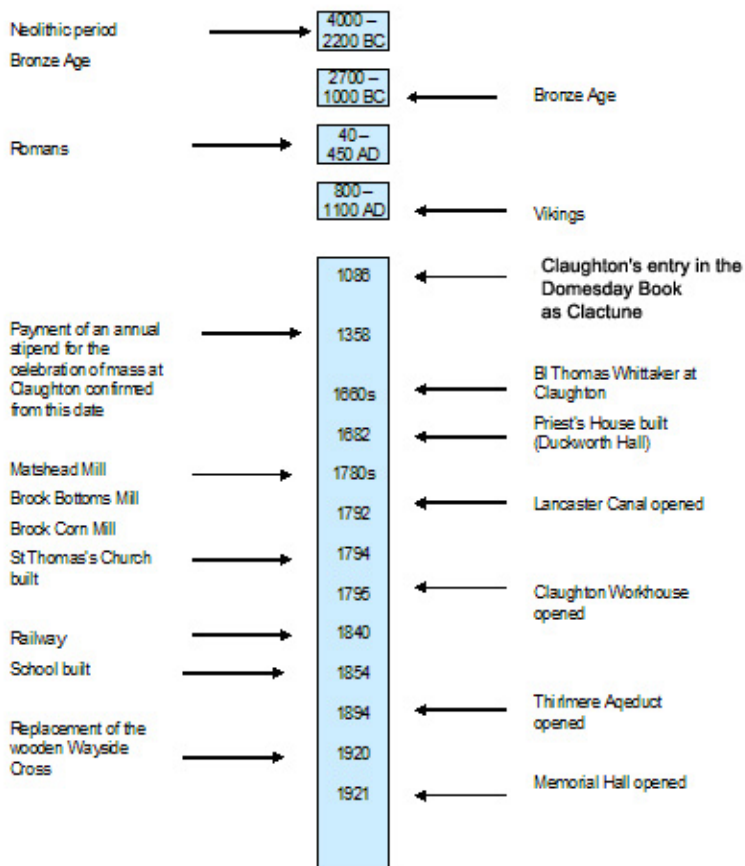 Neolithic period
Bronze Age
4000 –
2200 BC
2700 –
1000 BC
Bronze Age
Romans
40 –
450 AD
800 –
1100 AD
Vikings
1086
Claughton's entry in the
Domesday Book
as Clactune
Payment of an annual
stipend for the
celebration of mass at
Claughton confirmed
from this date
1358
1660s
Bl Thomas Whittaker at
Claughton
1682
Priest's House built
(Duckworth Hall)
Matshead Mill
Brook Bottoms Mill
Brook Corn Mill
1780s
1792
Lancaster Canal opened
St Thomas's Church
built
1794
1795
Claughton Workhouse
opened
Railway
1840
School built
1854
1894
Thirlmere Aqeduct
opened
Replacement of the
wooden Wayside
Cross
1920
1921
Memorial Hall opened